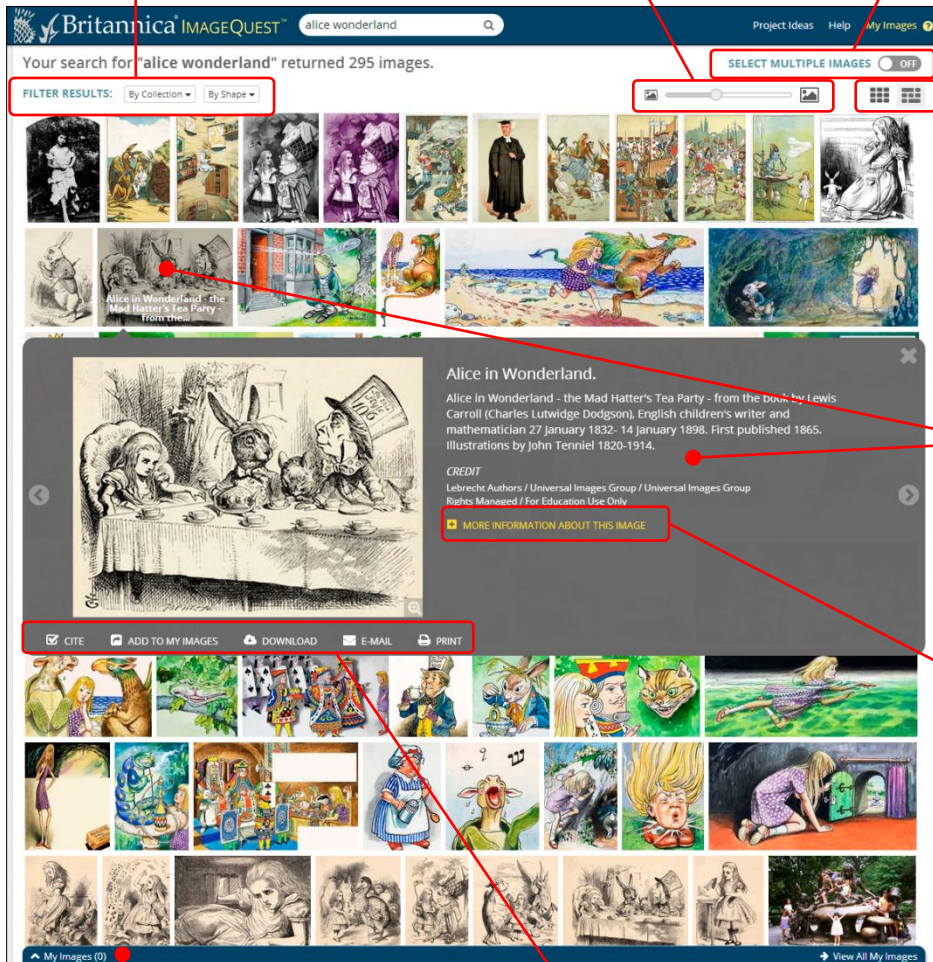 Britannica® IMAGEQUEST™
alice wonderland
Project Ideas Help My Images ?
Your search for "alice wonderland" returned 295 images.
SELECT MULTIPLE IMAGES OFF
FILTER RESULTS: By Collection By Shape
Alice in Wonderland - the
Mad Hatter's Tea Party -
from the...
Alice in Wonderland.
Alice in Wonderland - the Mad Hatter's Tea Party - from the book by Lewis
Carroll (Charles Lutwidge Dodgson), English children's writer and
mathematician 27 January 1832- 14 January 1898. First published 1865.
Illustrations by John Tenniel 1820-1914.
CREDIT
Lebrecht Authors / Universal Images Group / Universal Images Group
Rights Managed / For Education Use Only
MORE INFORMATION ABOUT THIS IMAGE
CITE ADD TO MY IMAGES DOWNLOAD E-MAIL PRINT
My Images (0) View All My Images